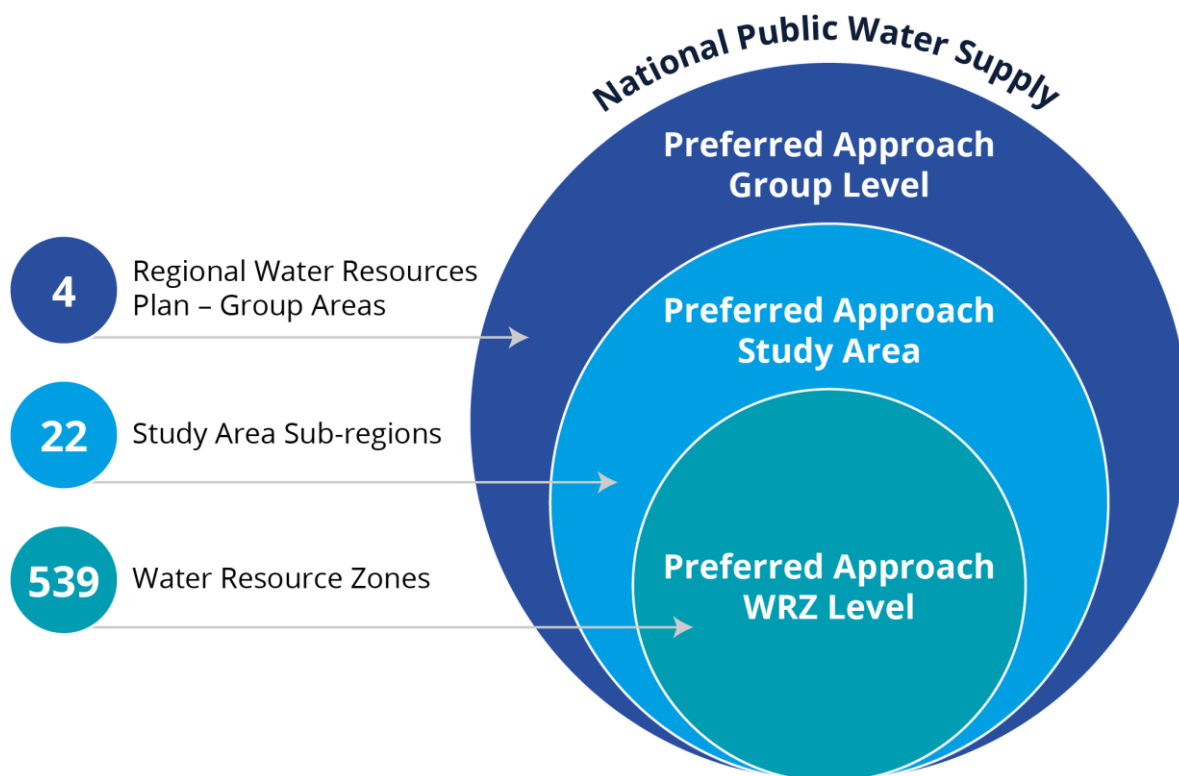 National Public Water Supply
Preferred Approach
Group Level
4
Regional Water Resources
Plan – Group Areas
Preferred Approach
Study Area
22
Study Area Sub-regions
539
Water Resource Zones
Preferred Approach
WRZ Level